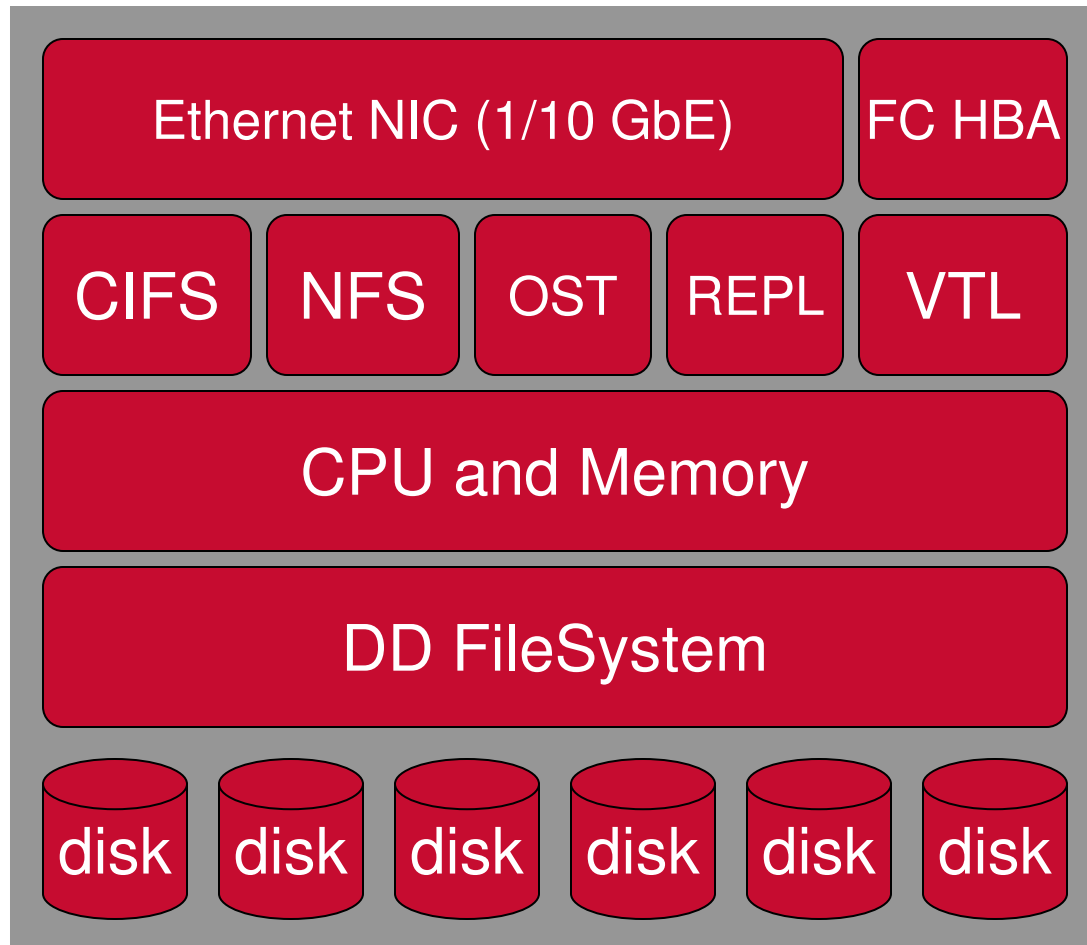 Ethernet NIC (1/10 GbE) FC HBA
CIFS NFS OST REPL VTL
CPU and Memory
DD FileSystem
disk disk disk disk disk disk